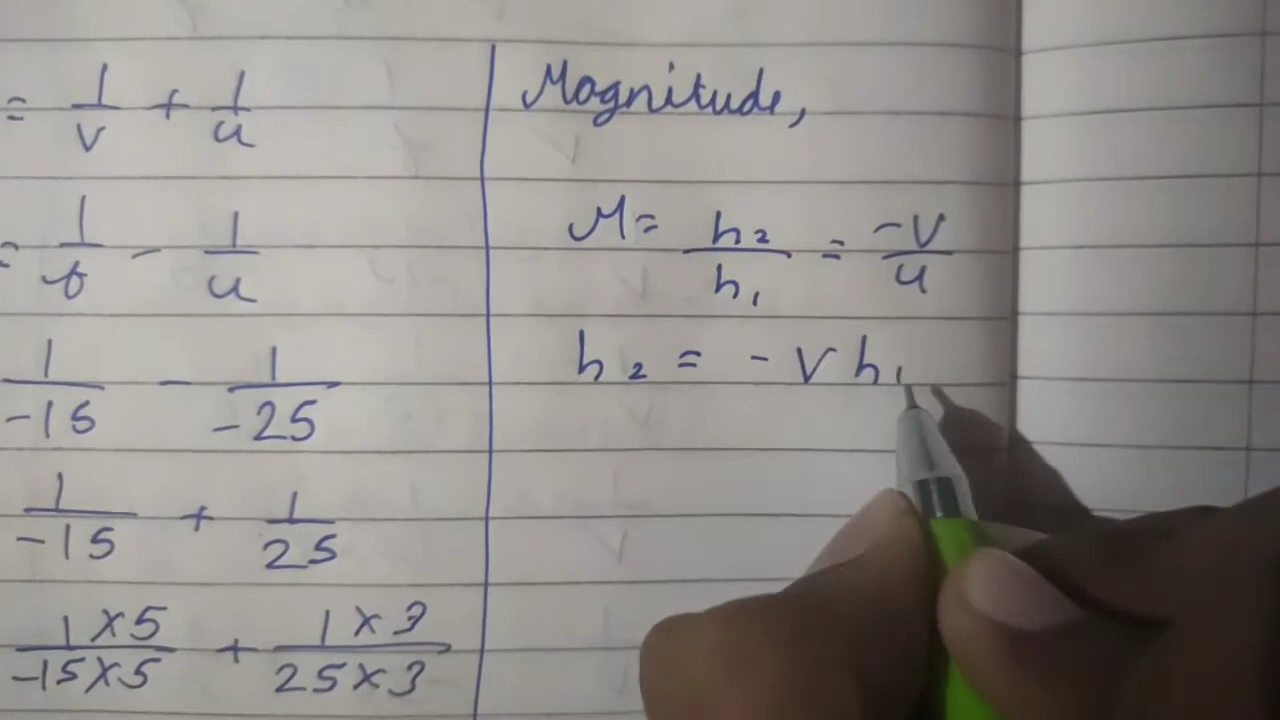 = 1/v + 1/u
= 1/f - 1/u
1/-15 - 1/-25
1/-15 + 1/25
1×5/-15×5 + 1×3/25×3
Magnitude,
M= h₂/h₁ = -v/u
h₂ = - v h₁